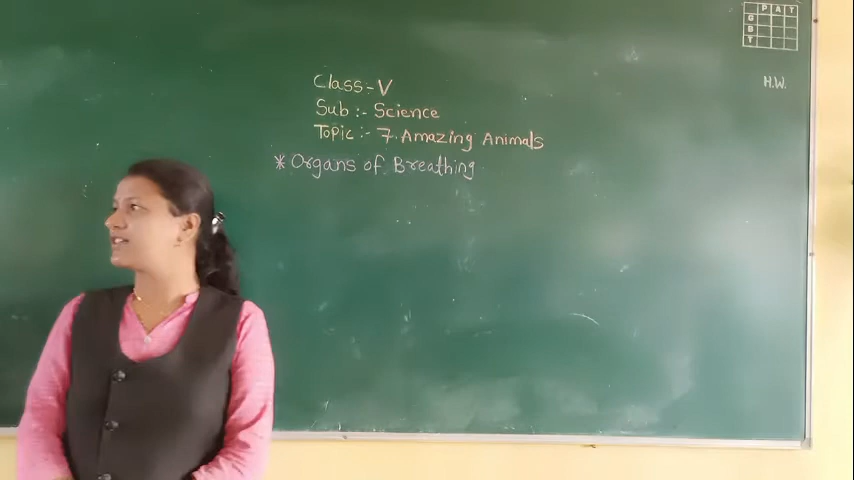 P A T
G
B
T
H.W.
Class:- V
Sub :- Science
Topic :- 7. Amazing Animals
* Organs of Breathing